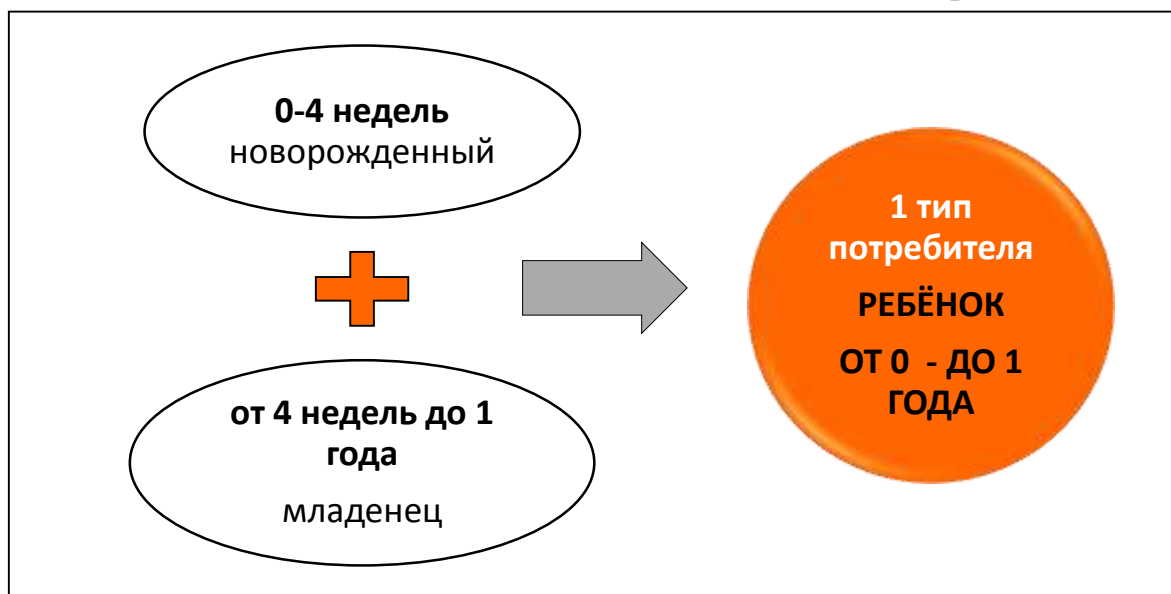 0-4 недель
новорожденный
от 4 недель до 1
года
младенец
1 тип
потребителя
РЕБЁНОК
ОТ 0 - ДО 1
ГОДА